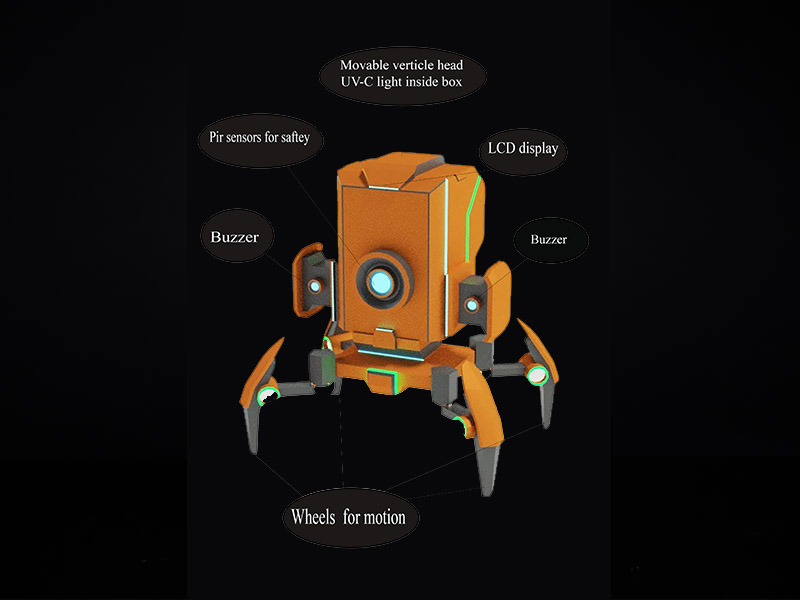 Movable verticle head
UV-C light inside box
Pir sensors for saftey
LCD display
Buzzer
Buzzer
Wheels for motion